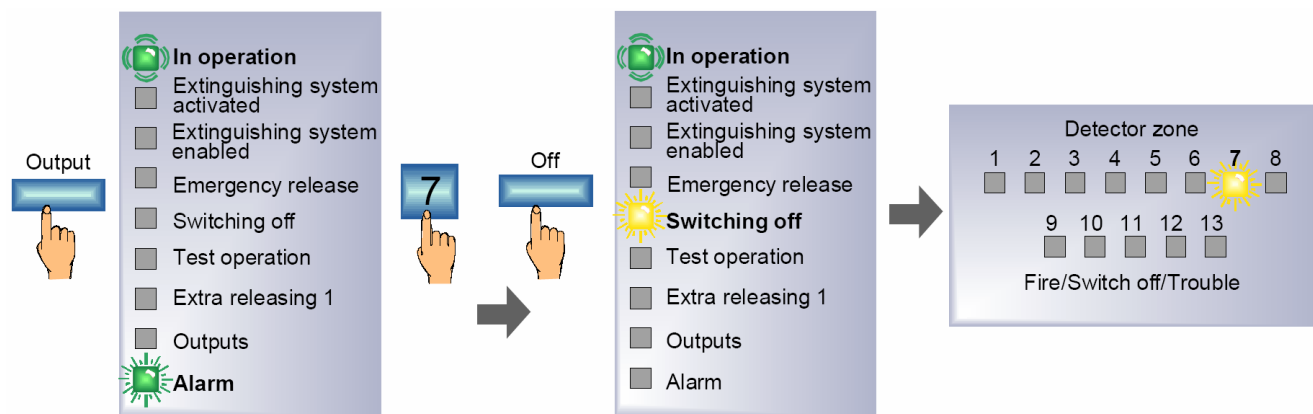 Output
In operation
Extinguishing system
activated
Extinguishing system
enabled
Emergency release
Switching off
Test operation
Extra releasing 1
Outputs
Alarm
7
Off
In operation
Extinguishing system
activated
Extinguishing system
enabled
Emergency release
Switching off
Test operation
Extra releasing 1
Outputs
Alarm
Detector zone
1 2 3 4 5 6 7 8
9 10 11 12 13
Fire/Switch off/Trouble